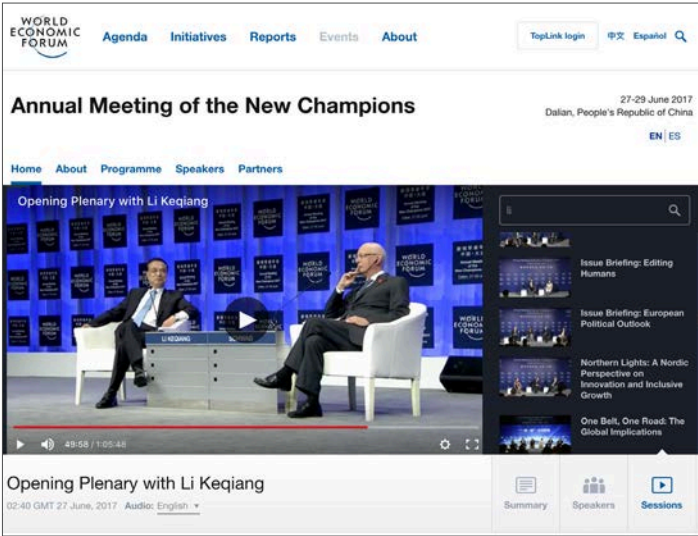 WORLD
ECONOMIC
FORUM
Agenda Initiatives Reports Events About
TopLink login 中文 Español
Annual Meeting of the New Champions
27-29 June 2017
Dalian, People's Republic of China
EN ES
Home About Programme Speakers Partners
Opening Plenary with Li Keqiang
li
WORLD
ECONOMIC
FORUM
LI KEQIANG
Issue Briefing: Editing
Humans
Issue Briefing: European
Political Outlook
Northern Lights: A Nordic
Perspective on
Innovation and Inclusive
Growth
One Belt, One Road: The
Global Implications
49:58 / 1:05:48
Opening Plenary with Li Keqiang
02:40 GMT 27 June, 2017 Audio: English
Summary Speakers Sessions